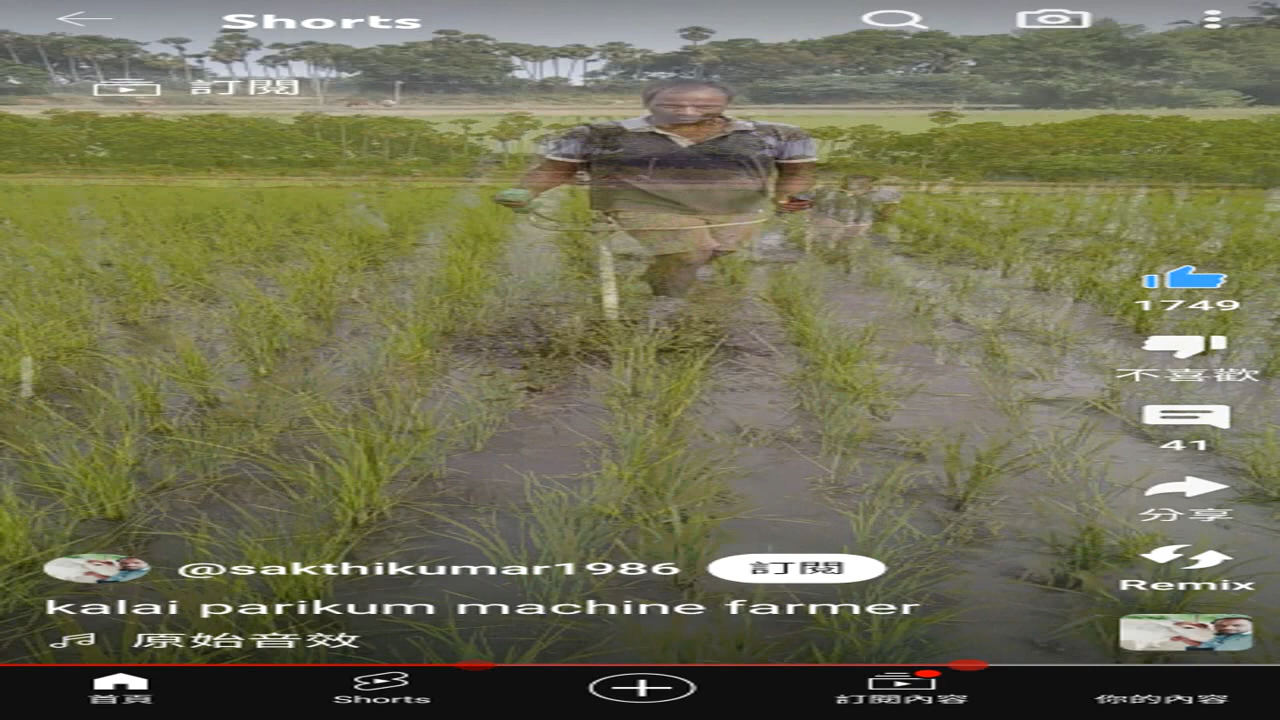 Shorts
訂閱
1749
不喜歡
41
分享
Remix
@sakthikumar1986 訂閱
kalai parikum machine farmer
原始音效
首頁 Shorts 訂閱內容 你的內容